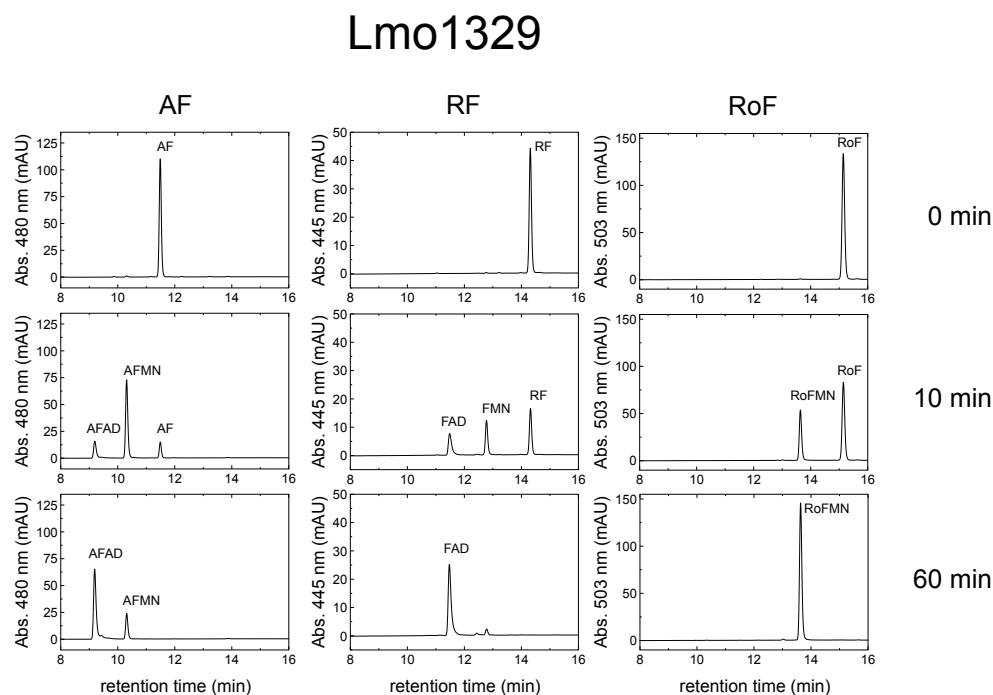 Lmo1329
AF RF RoF
Abs. 480 nm (mAU) 125 100 75 50 25 0 AF 8 10 12 14 16
Abs. 445 nm (mAU) 50 40 30 20 10 0 RF 8 10 12 14 16
Abs. 503 nm (mAU) 150 100 50 0 RoF 8 10 12 14 16
0 min
Abs. 480 nm (mAU) 125 100 75 50 25 0 AFAD AFMN AF 8 10 12 14 16
Abs. 445 nm (mAU) 50 40 30 20 10 0 FAD FMN RF 8 10 12 14 16
Abs. 503 nm (mAU) 150 100 50 0 RoFMN RoF 8 10 12 14 16
10 min
Abs. 480 nm (mAU) 125 100 75 50 25 0 AFAD AFMN 8 10 12 14 16
Abs. 445 nm (mAU) 50 40 30 20 10 0 FAD 8 10 12 14 16
Abs. 503 nm (mAU) 150 100 50 0 RoFMN 8 10 12 14 16
60 min
retention time (min) retention time (min) retention time (min)